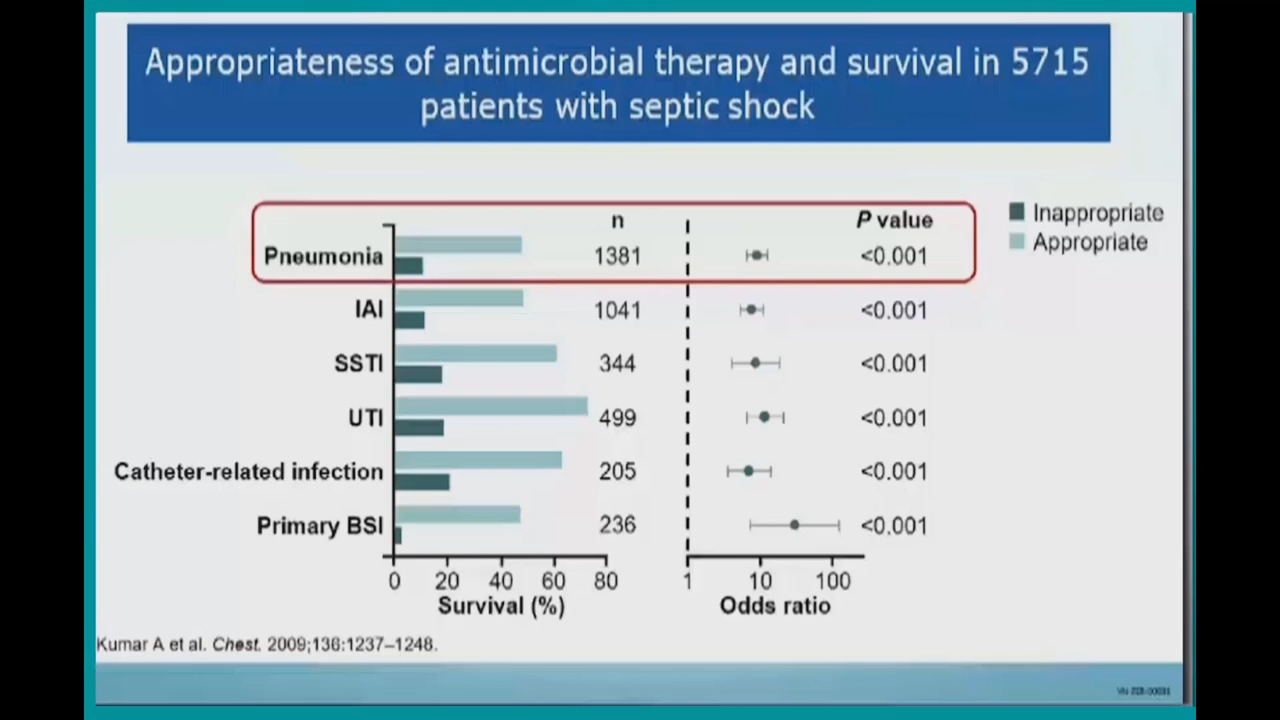 Appropriateness of antimicrobial therapy and survival in 5715
patients with septic shock
n
P value
Inappropriate
Appropriate
Pneumonia 1381 <0.001
IAI 1041 <0.001
SSTI 344 <0.001
UTI 499 <0.001
Catheter-related infection 205 <0.001
Primary BSI 236 <0.001
0 20 40 60 80 1 10 100
Survival (%) Odds ratio
Kumar A et al. Chest. 2009;136:1237–1248.